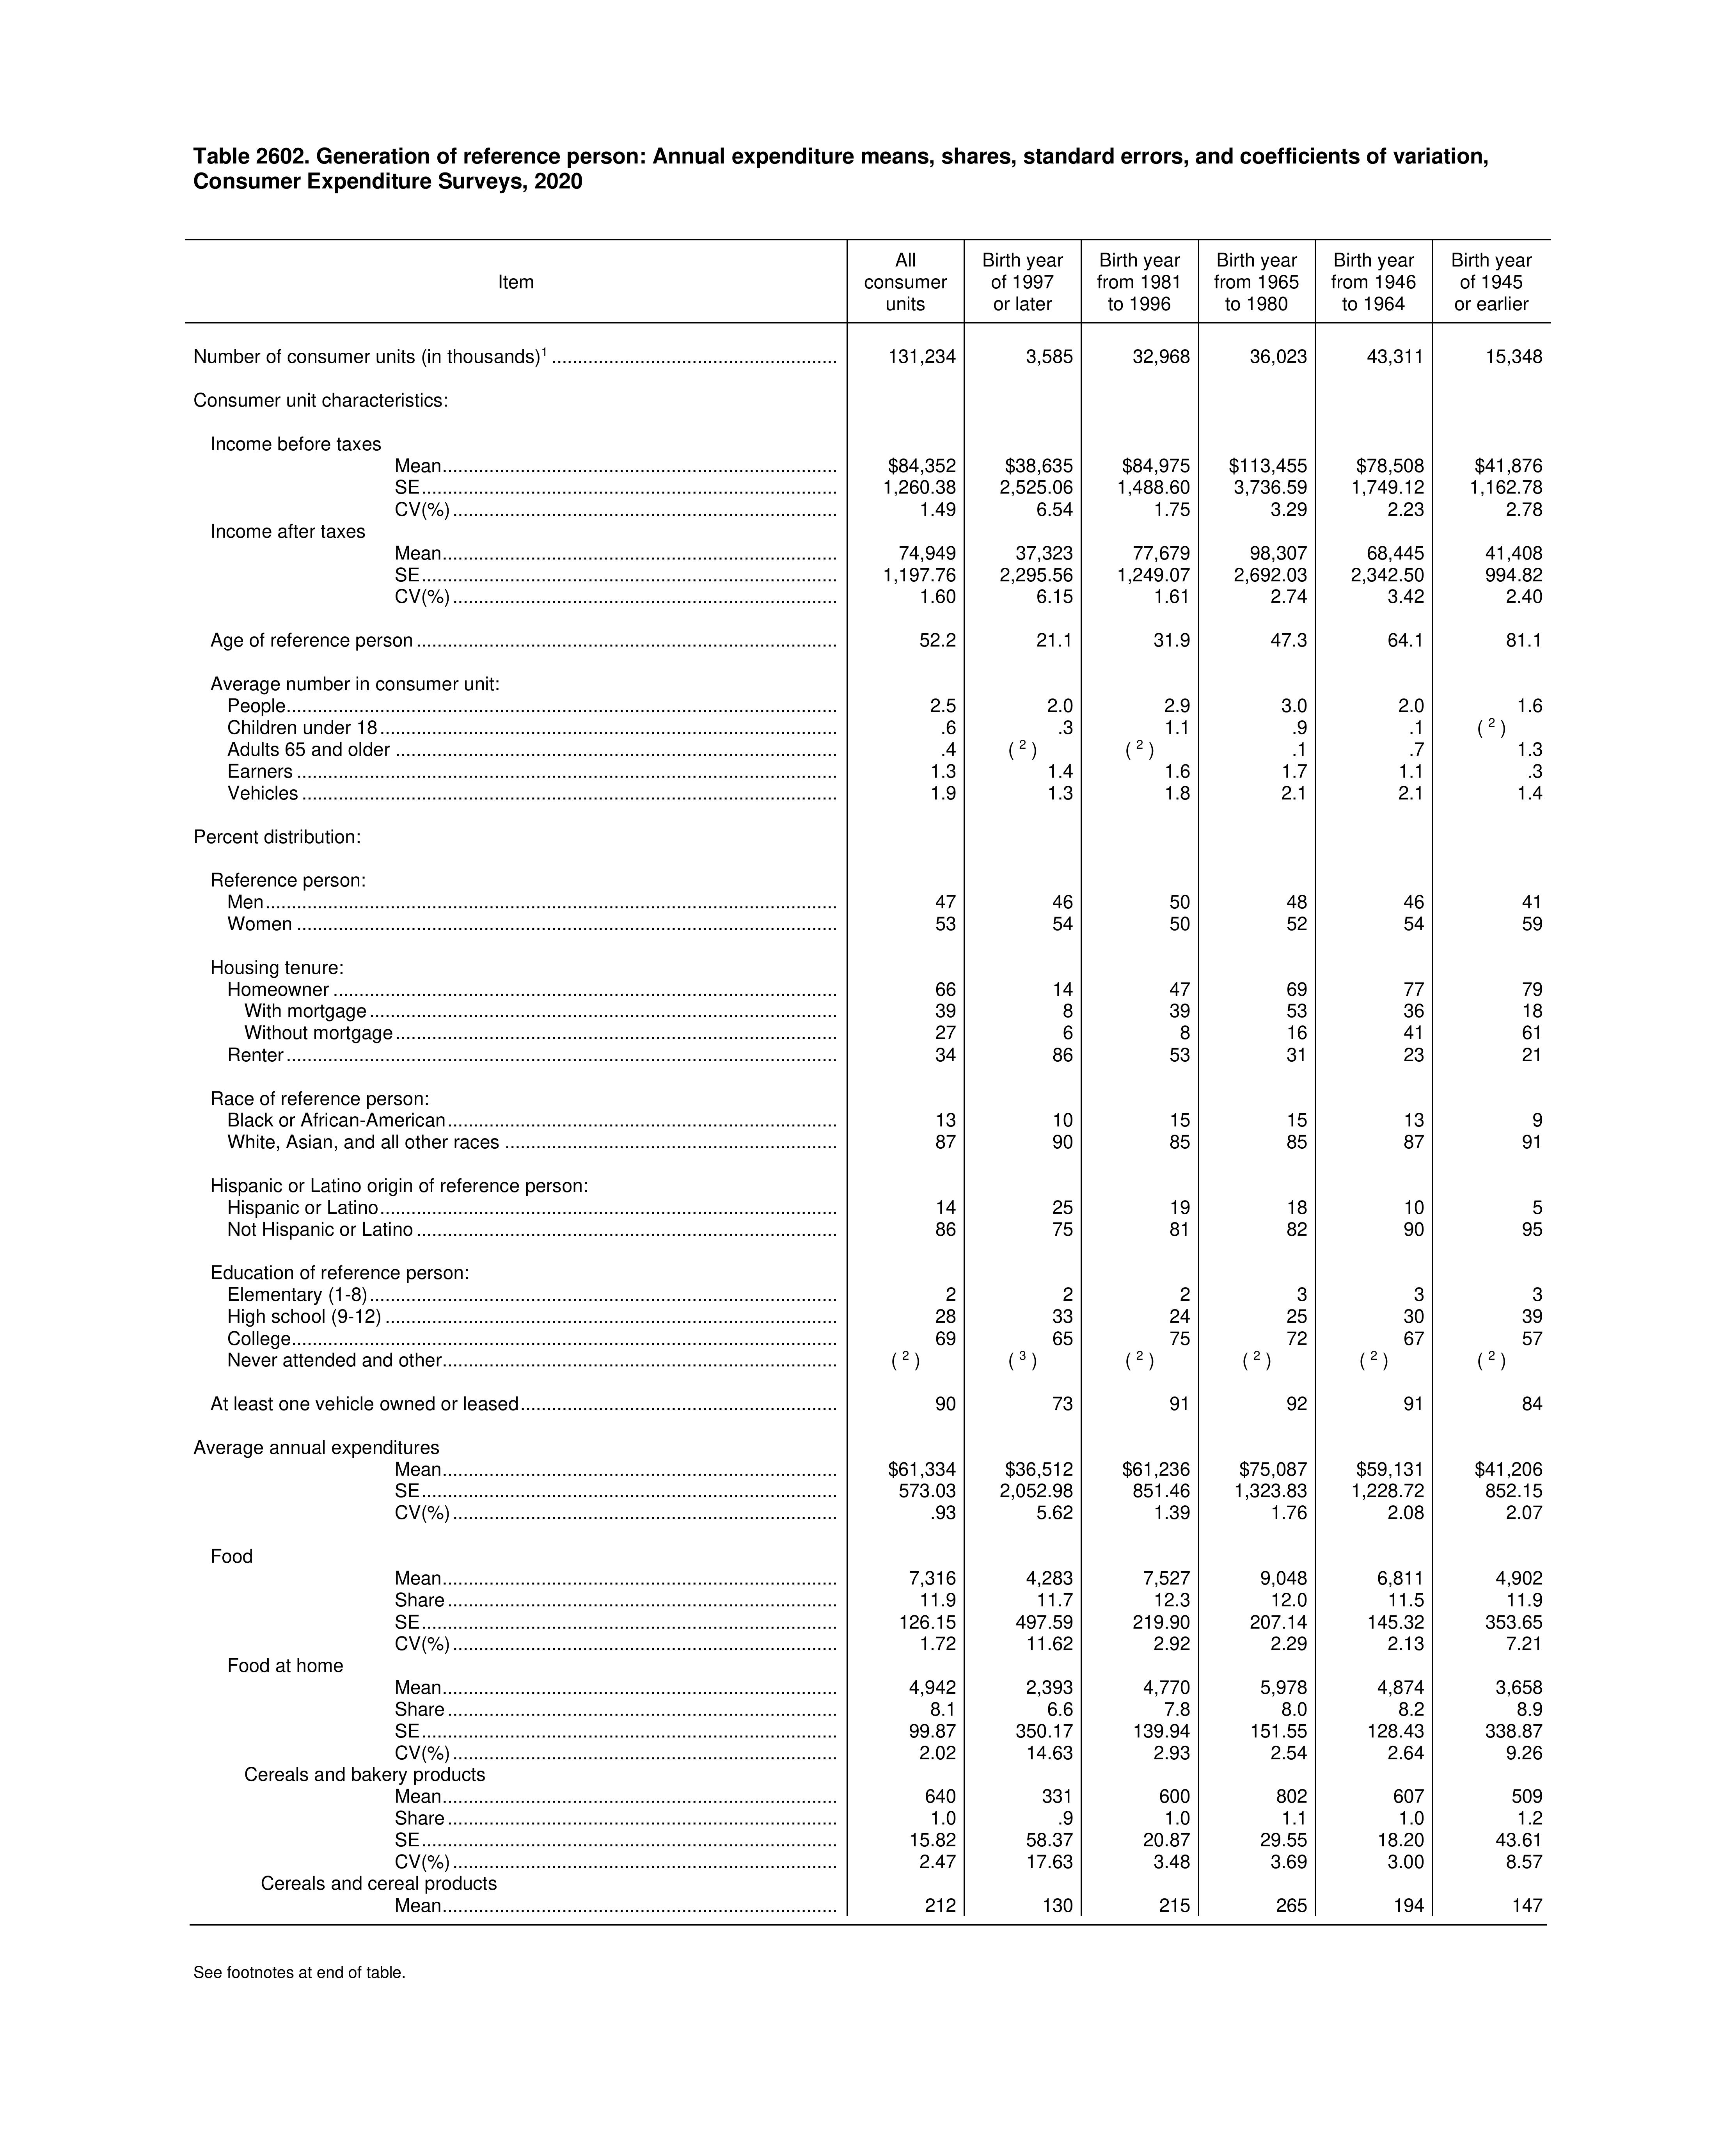 Table 2602. Generation of reference person: Annual expenditure means, shares, standard errors, and coefficients of variation,
Consumer Expenditure Surveys, 2020
Item
All consumer units
Birth year of 1997 or later
Birth year from 1981 to 1996
Birth year from 1965 to 1980
Birth year from 1946 to 1964
Birth year of 1945 or earlier
Number of consumer units (in thousands)1 131,234 3,585 32,968 36,023 43,311 15,348
Consumer unit characteristics:
Income before taxes
Mean $84,352 $38,635 $84,975 $113,455 $78,508 $41,876
SE 1,260.38 2,525.06 1,488.60 3,736.59 1,749.12 1,162.78
CV(%) 1.49 6.54 1.75 3.29 2.23 2.78
Income after taxes
Mean 74,949 37,323 77,679 98,307 68,445 41,408
SE 1,197.76 2,295.56 1,249.07 2,692.03 2,342.50 994.82
CV(%) 1.60 6.15 1.61 2.74 3.42 2.40
Age of reference person 52.2 21.1 31.9 47.3 64.1 81.1
Average number in consumer unit:
People 2.5 2.0 2.9 3.0 2.0 1.6
Children under 18 .6 .3 1.1 .9 .1 ( 2 )
Adults 65 and older .4 ( 2 ) ( 2 ) .1 .7 1.3
Earners 1.3 1.4 1.6 1.7 1.1 .3
Vehicles 1.9 1.3 1.8 2.1 2.1 1.4
Percent distribution:
Reference person:
Men 47 46 50 48 46 41
Women 53 54 50 52 54 59
Housing tenure:
Homeowner 66 14 47 69 77 79
With mortgage 39 8 39 53 36 18
Without mortgage 27 6 8 16 41 61
Renter 34 86 53 31 23 21
Race of reference person:
Black or African-American 13 10 15 15 13 9
White, Asian, and all other races 87 90 85 85 87 91
Hispanic or Latino origin of reference person:
Hispanic or Latino 14 25 19 18 10 5
Not Hispanic or Latino 86 75 81 82 90 95
Education of reference person:
Elementary (1-8) 2 2 2 3 3 3
High school (9-12) 28 33 24 25 30 39
College 69 65 75 72 67 57
Never attended and other ( 2 ) ( 3 ) ( 2 ) ( 2 ) ( 2 ) ( 2 )
At least one vehicle owned or leased 90 73 91 92 91 84
Average annual expenditures
Mean $61,334 $36,512 $61,236 $75,087 $59,131 $41,206
SE 573.03 2,052.98 851.46 1,323.83 1,228.72 852.15
CV(%) .93 5.62 1.39 1.76 2.08 2.07
Food
Mean 7,316 4,283 7,527 9,048 6,811 4,902
Share 11.9 11.7 12.3 12.0 11.5 11.9
SE 126.15 497.59 219.90 207.14 145.32 353.65
CV(%) 1.72 11.62 2.92 2.29 2.13 7.21
Food at home
Mean 4,942 2,393 4,770 5,978 4,874 3,658
Share 8.1 6.6 7.8 8.0 8.2 8.9
SE 99.87 350.17 139.94 151.55 128.43 338.87
CV(%) 2.02 14.63 2.93 2.54 2.64 9.26
Cereals and bakery products
Mean 640 331 600 802 607 509
Share 1.0 .9 1.0 1.1 1.0 1.2
SE 15.82 58.37 20.87 29.55 18.20 43.61
CV(%) 2.47 17.63 3.48 3.69 3.00 8.57
Cereals and cereal products
Mean 212 130 215 265 194 147
See footnotes at end of table.